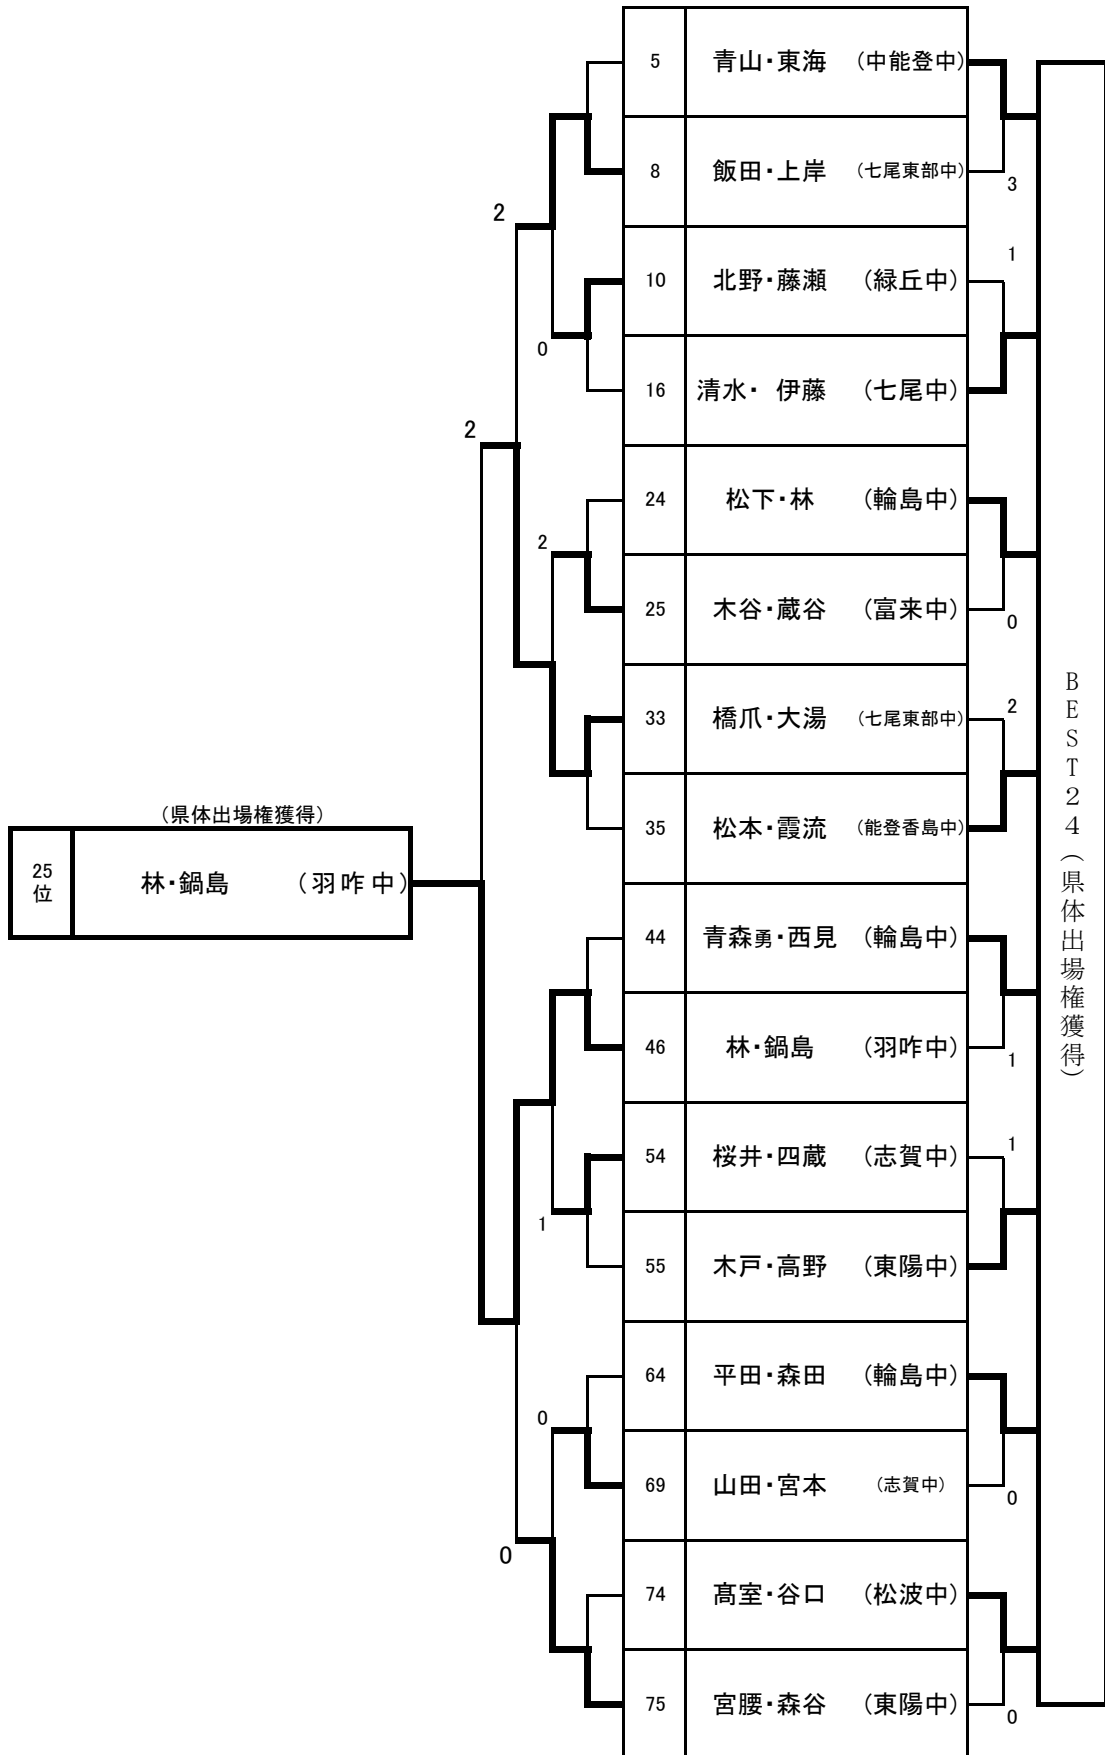 5 青山・東海 (中能登中)
8 飯田・上岸 (七尾東部中)
3
2
1
10 北野・藤瀬 (緑丘中)
0
16 清水・ 伊藤 (七尾中)
2
24 松下・林 (輪島中)
2
25 木谷・蔵谷 (富来中)
0
33 橋爪・大湯 (七尾東部中)
2
BEST24(県体出場権獲得)
35 松本・霞流 (能登香島中)
(県体出場権獲得)
25位 林・鍋島 (羽咋中)
44 青森勇・西見 (輪島中)
46 林・鍋島 (羽咋中)
1
54 桜井・四蔵 (志賀中)
1
1
55 木戸・高野 (東陽中)
64 平田・森田 (輪島中)
0
69 山田・宮本 (志賀中)
0
0
74 髙室・谷口 (松波中)
75 宮腰・森谷 (東陽中)
0